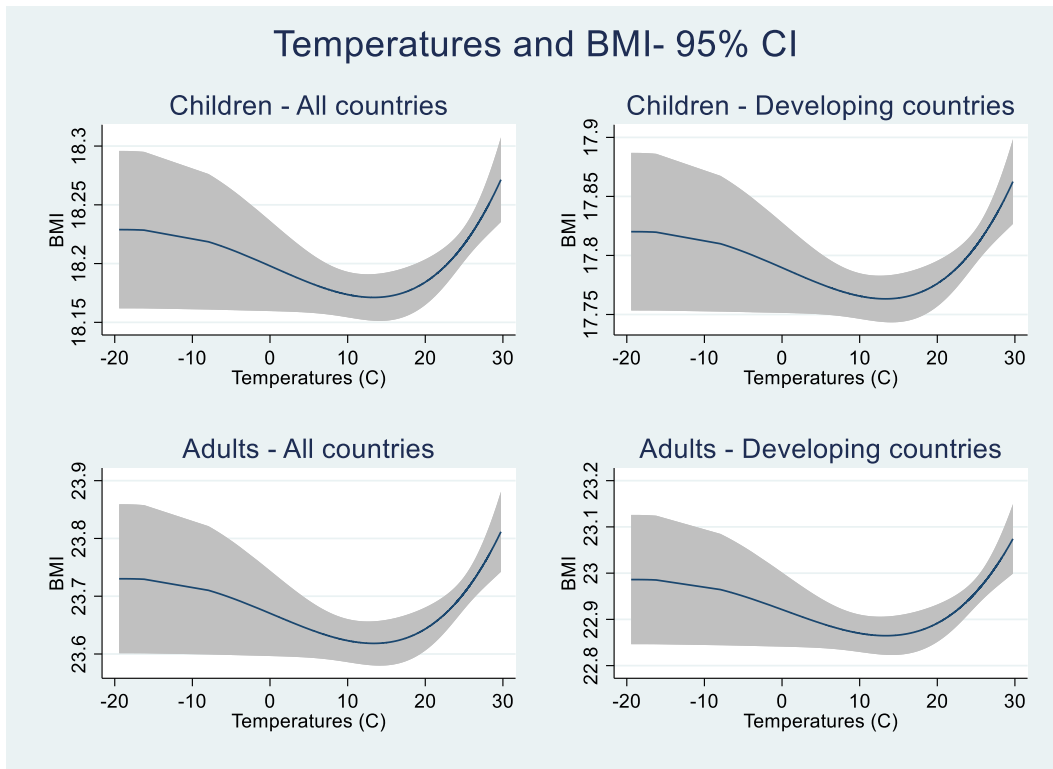 Temperatures and BMI- 95% CI
Children - All countries
BMI
18.3
18.25
18.2
18.15
-20 -10 0 10 20 30
Temperatures (C)
Children - Developing countries
BMI
17.9
17.85
17.8
17.75
-20 -10 0 10 20 30
Temperatures (C)
Adults - All countries
BMI
23.9
23.8
23.7
23.6
-20 -10 0 10 20 30
Temperatures (C)
Adults - Developing countries
BMI
23.2
23.1
23
22.9
22.8
-20 -10 0 10 20 30
Temperatures (C)